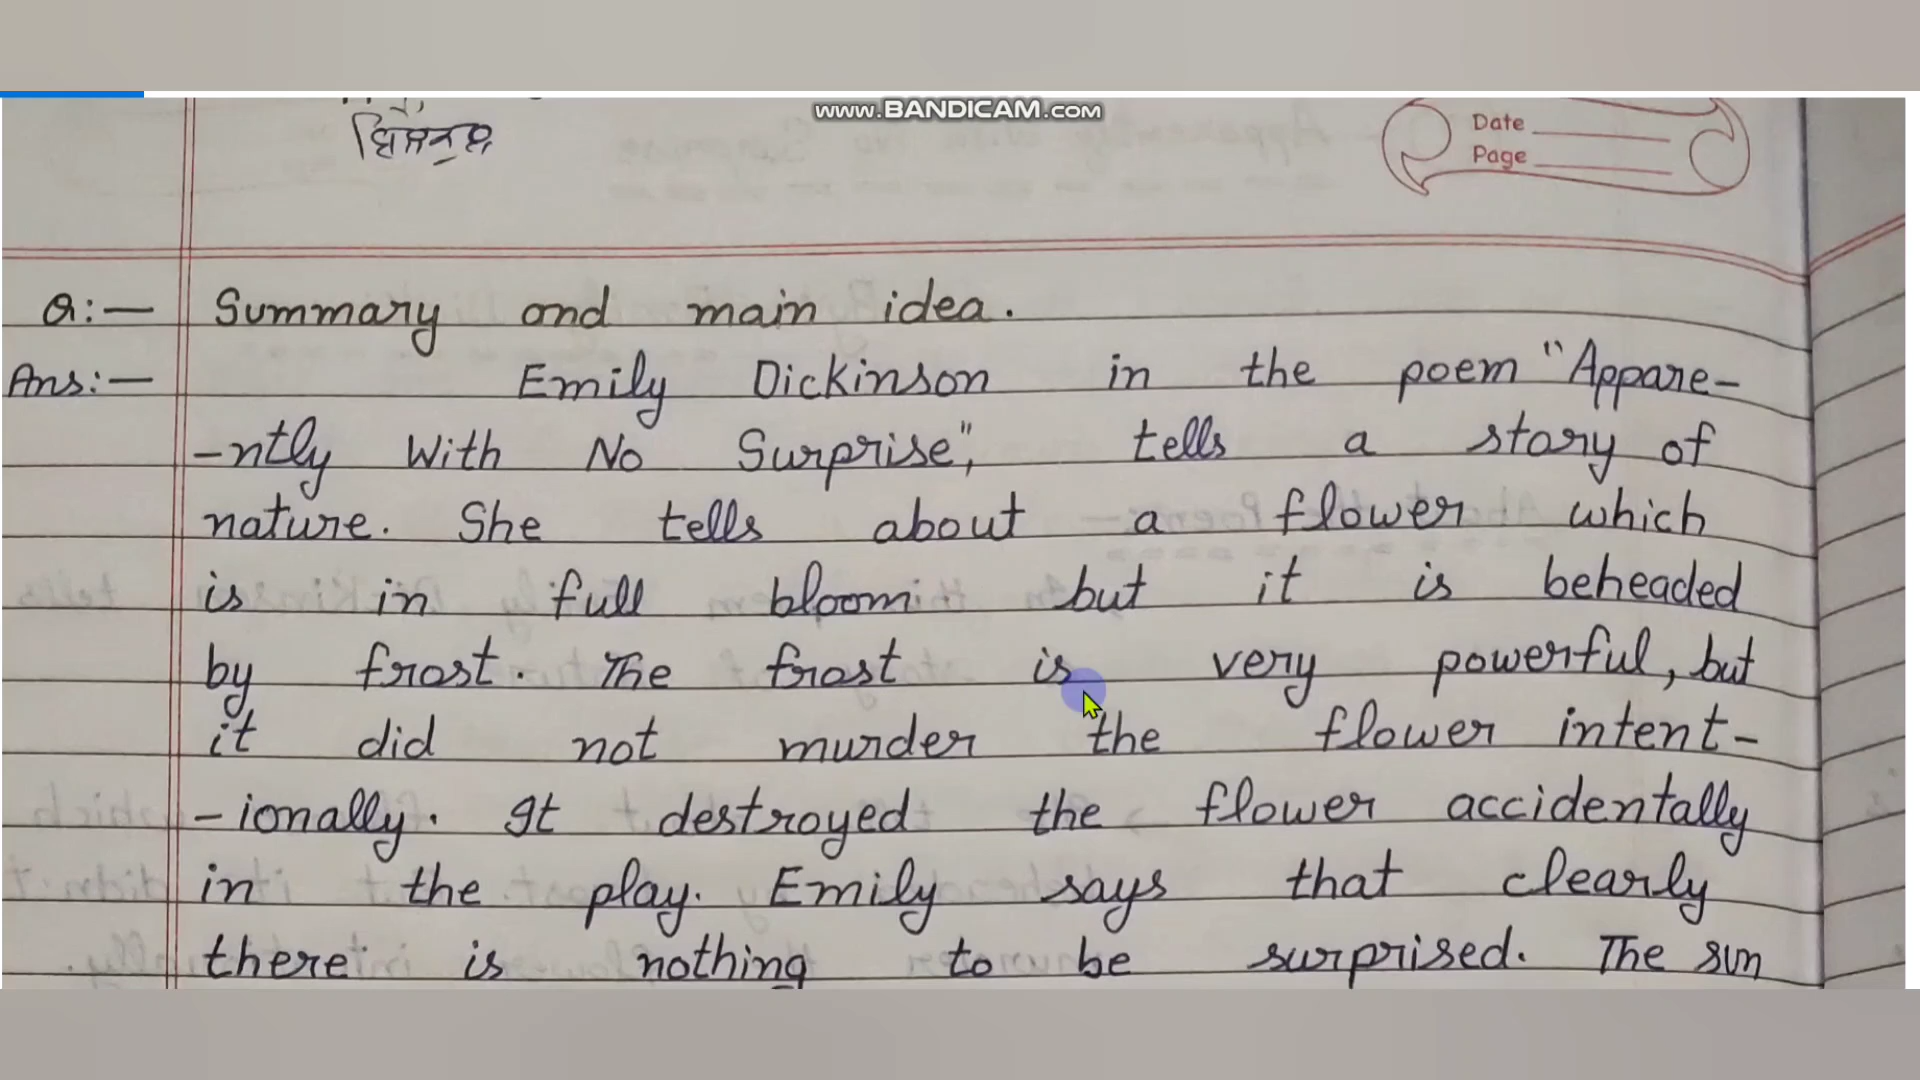 www.BANDICAM.com
Date
Page
Q:— Summary and main idea.
Ans:— Emily Dickinson in the poem "Appare-
-ntly With No Surprise", tells a story of
nature. She tells about a flower which
is in full bloom but it is beheaded
by frost. The frost is very powerful, but
it did not murder the flower intent-
-ionally. It destroyed the flower accidentally
in the play. Emily says that clearly
there is nothing to be surprised. The sun